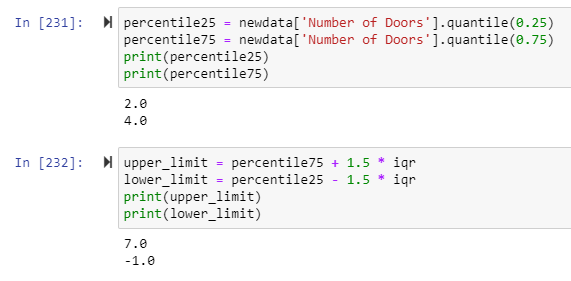 In [231]:
percentile25 = newdata['Number of Doors'].quantile(0.25)
percentile75 = newdata['Number of Doors'].quantile(0.75)
print(percentile25)
print(percentile75)
2.0
4.0
In [232]:
upper_limit = percentile75 + 1.5 * iqr
lower_limit = percentile25 - 1.5 * iqr
print(upper_limit)
print(lower_limit)
7.0
-1.0